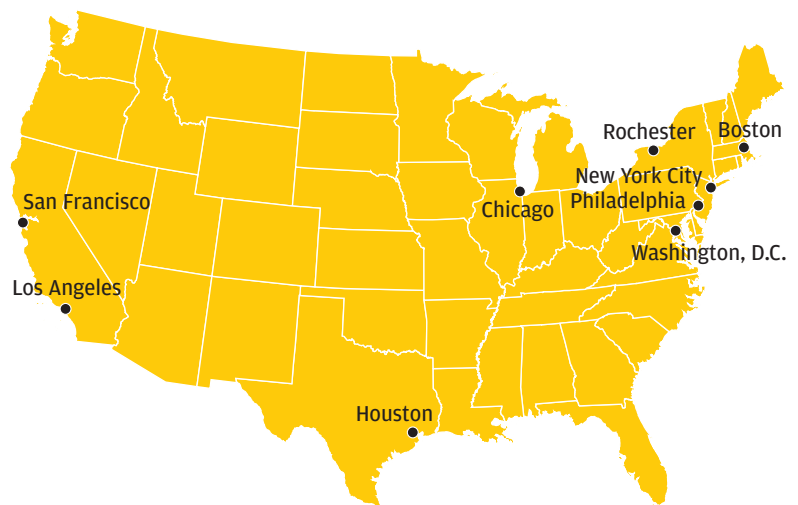 Rochester
Boston
New York City
San Francisco
Philadelphia
Chicago
Washington, D.C.
Los Angeles
Houston